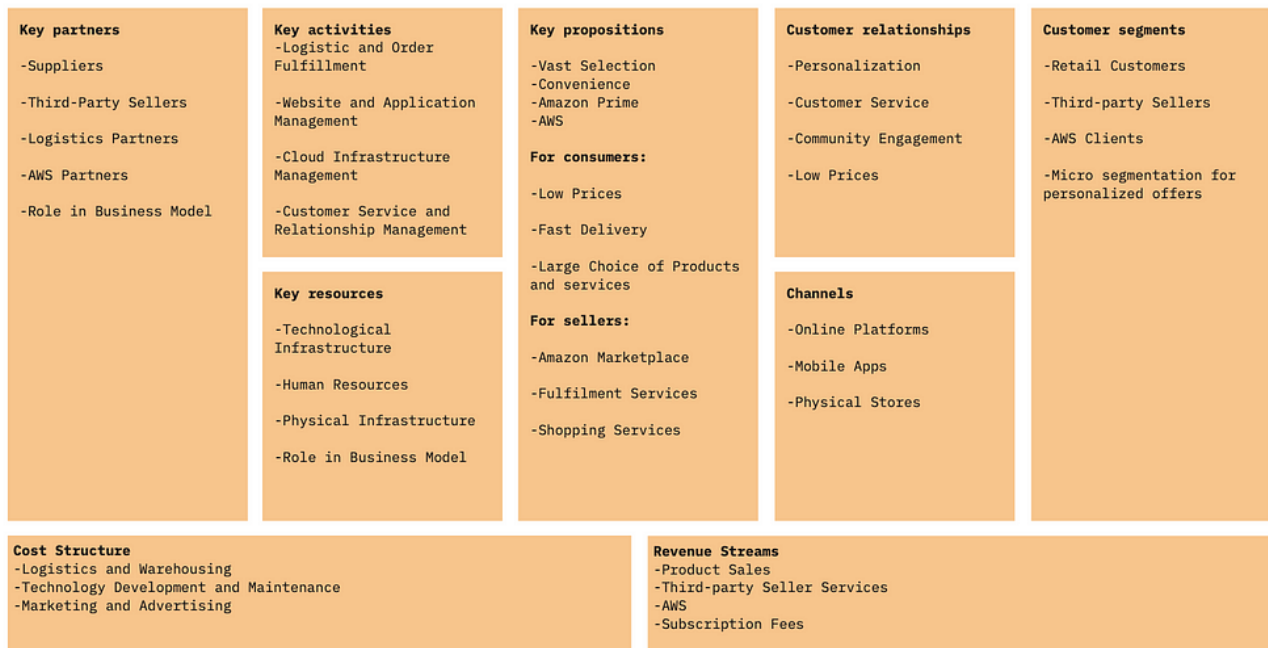 Key partners
-Suppliers
-Third-Party Sellers
-Logistics Partners
-AWS Partners
-Role in Business Model
Key activities
-Logistic and Order
Fulfillment
-Website and Application
Management
-Cloud Infrastructure
Management
-Customer Service and
Relationship Management
Key resources
-Technological
Infrastructure
-Human Resources
-Physical Infrastructure
-Role in Business Model
Key propositions
-Vast Selection
-Convenience
-Amazon Prime
-AWS
For consumers:
-Low Prices
-Fast Delivery
-Large Choice of Products
and services
For sellers:
-Amazon Marketplace
-Fulfilment Services
-Shopping Services
Customer relationships
-Personalization
-Customer Service
-Community Engagement
-Low Prices
Channels
-Online Platforms
-Mobile Apps
-Physical Stores
Customer segments
-Retail Customers
-Third-party Sellers
-AWS Clients
-Micro segmentation for
personalized offers
Cost Structure
-Logistics and Warehousing
-Technology Development and Maintenance
-Marketing and Advertising
Revenue Streams
-Product Sales
-Third-party Seller Services
-AWS
-Subscription Fees